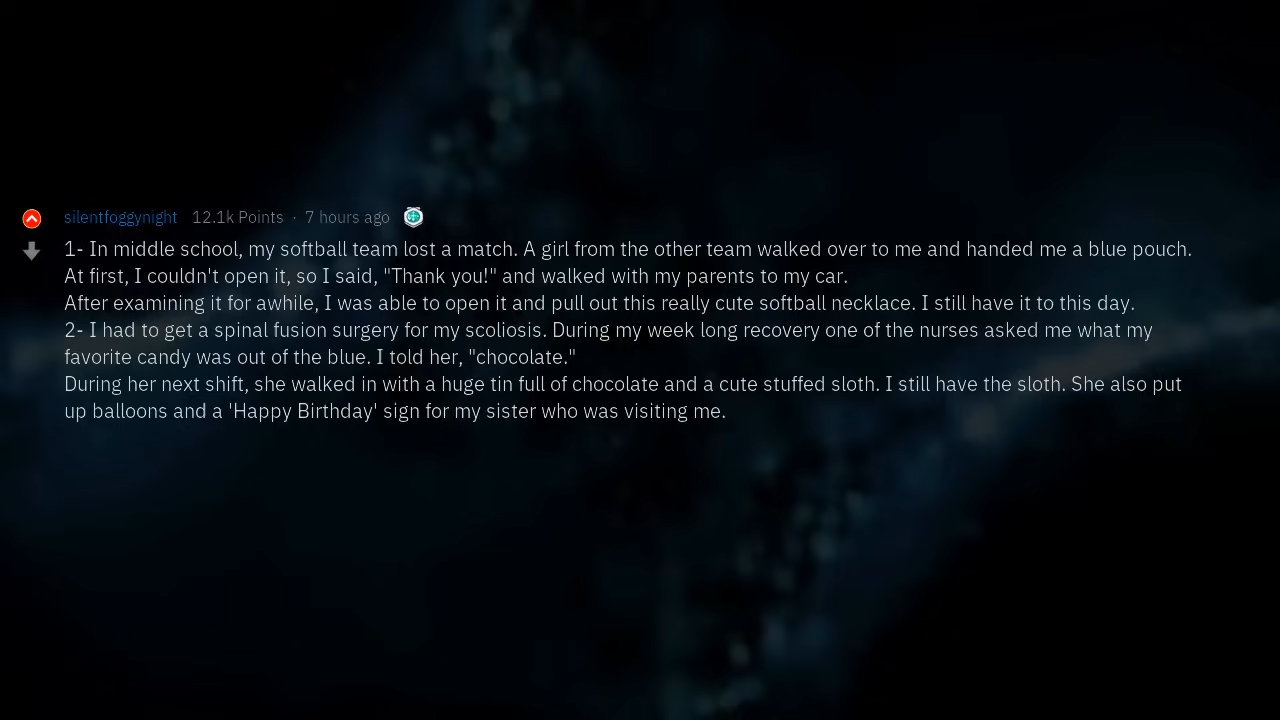 silentfoggynight 12.1k Points · 7 hours ago
1- In middle school, my softball team lost a match. A girl from the other team walked over to me and handed me a blue pouch.
At first, I couldn't open it, so I said, "Thank you!" and walked with my parents to my car.
After examining it for awhile, I was able to open it and pull out this really cute softball necklace. I still have it to this day.
2- I had to get a spinal fusion surgery for my scoliosis. During my week long recovery one of the nurses asked me what my
favorite candy was out of the blue. I told her, "chocolate."
During her next shift, she walked in with a huge tin full of chocolate and a cute stuffed sloth. I still have the sloth. She also put
up balloons and a 'Happy Birthday' sign for my sister who was visiting me.